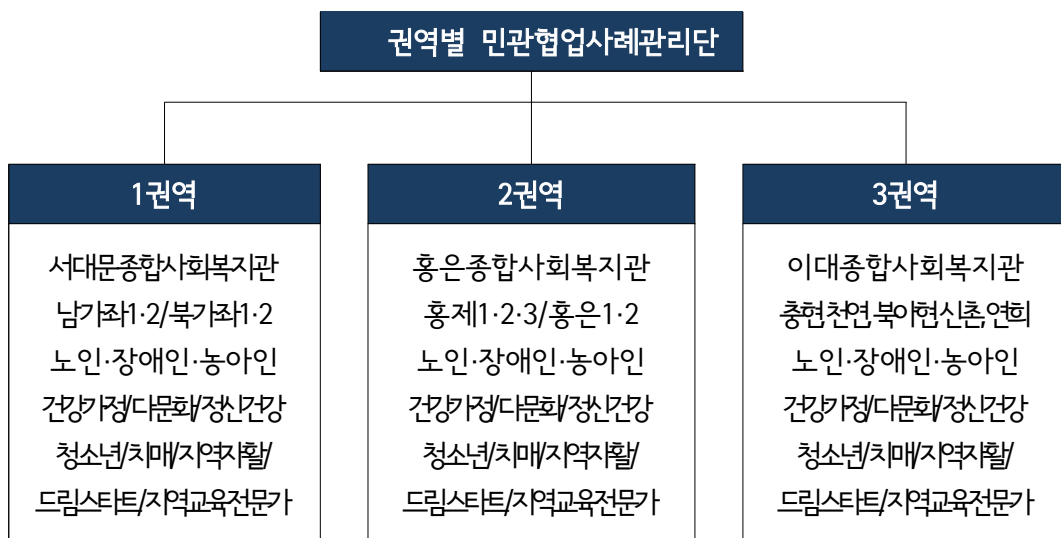 권역별 민관협업사례관리단
1권역
서대문종합사회복지관
남가좌1·2/북가좌1·2
노인·장애인·농아인
건강가정/다문화/정신건강
청소년/치매/지역자활/
드림스타트/지역교육전문가
2권역
홍은종합사회복지관
홍제1·2·3/홍은1·2
노인·장애인·농아인
건강가정/다문화/정신건강
청소년/치매/지역자활/
드림스타트/지역교육전문가
3권역
이대종합사회복지관
충현,천연,북아현,신촌,연희
노인·장애인·농아인
건강가정/다문화/정신건강
청소년/치매/지역자활/
드림스타트/지역교육전문가